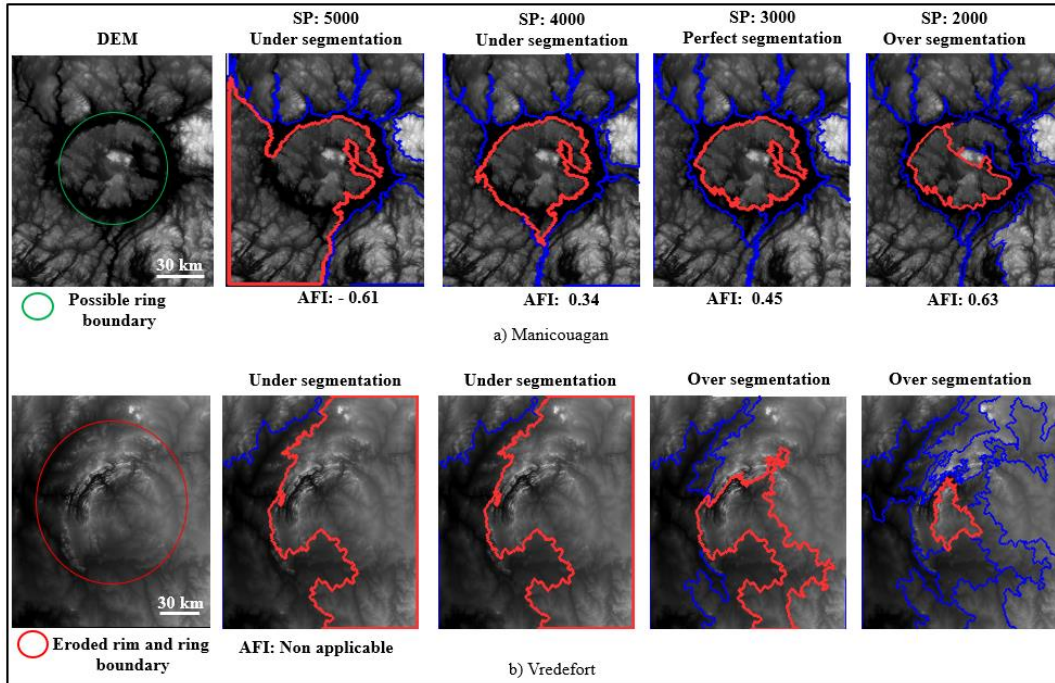 SP: 5000
SP: 4000
SP: 3000
SP: 2000
DEM
Under segmentation
Under segmentation
Perfect segmentation
Over segmentation
30 km
Possible ring
boundary
AFI: - 0.61
AFI: 0.34
AFI: 0.45
AFI: 0.63
a) Manicouagan
Under segmentation
Under segmentation
Over segmentation
Over segmentation
30 km
Eroded rim and ring
boundary
AFI: Non applicable
b) Vredefort